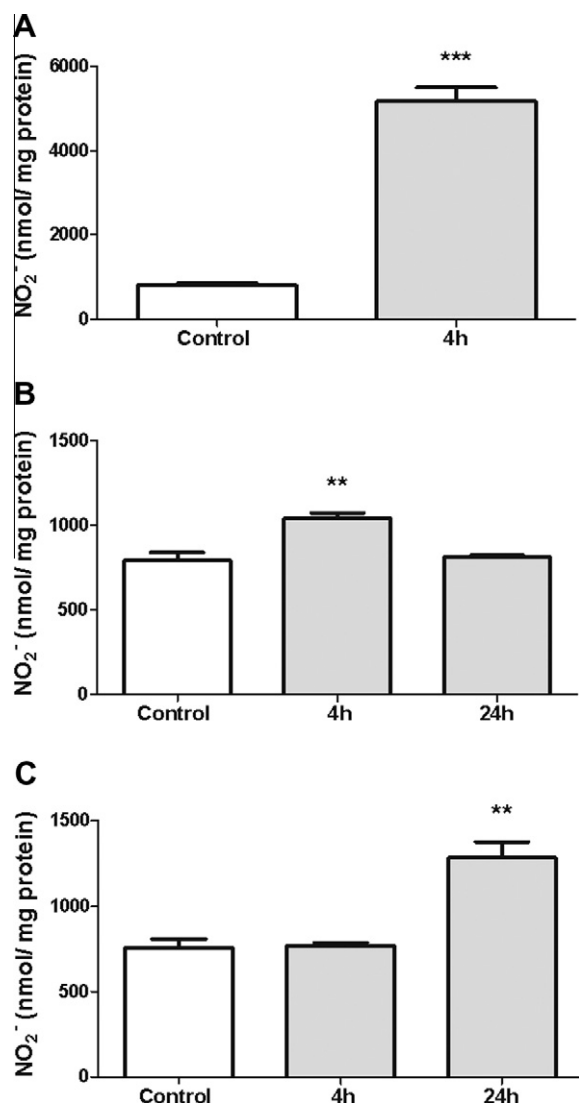 A
NO₂⁻ (nmol/ mg protein)
6000
4000
2000
0
***
Control 4h
B
NO₂⁻ (nmol/ mg protein)
1500
1000
500
0
**
Control 4h 24h
C
NO₂⁻ (nmol/ mg protein)
1500
1000
500
0
**
Control 4h 24h